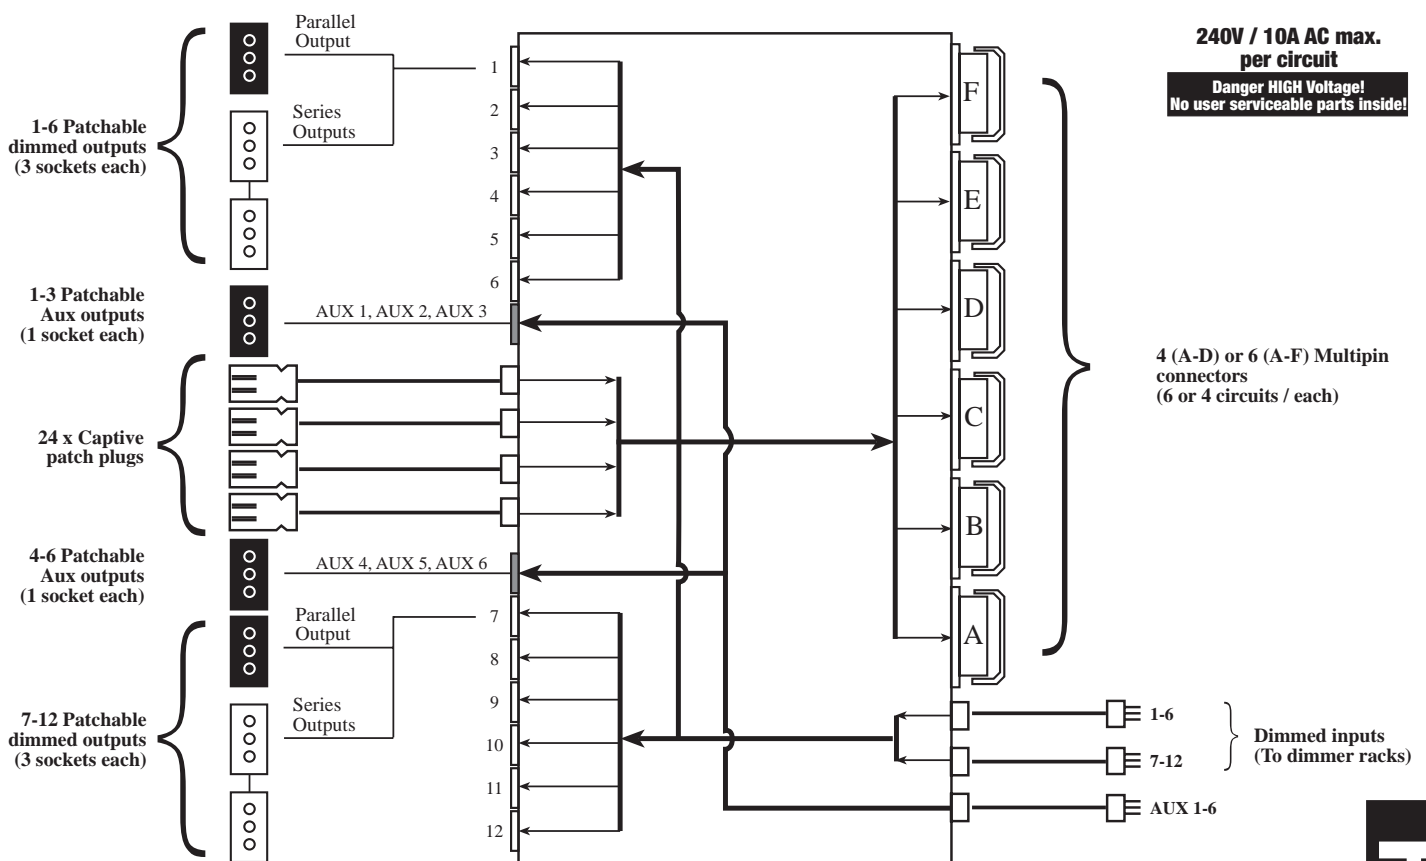 Parallel
Output
Series
Outputs
1-6 Patchable
dimmed outputs
(3 sockets each)
1-3 Patchable
Aux outputs
(1 socket each)
AUX 1, AUX 2, AUX 3
24 x Captive
patch plugs
4-6 Patchable
Aux outputs
(1 socket each)
AUX 4, AUX 5, AUX 6
Parallel
Output
Series
Outputs
7-12 Patchable
dimmed outputs
(3 sockets each)
1
2
3
4
5
6
7
8
9
10
11
12
F
E
D
C
B
A
240V / 10A AC max.
per circuit
Danger HIGH Voltage!
No user serviceable parts inside!
4 (A-D) or 6 (A-F) Multipin
connectors
(6 or 4 circuits / each)
1-6
7-12
AUX 1-6
Dimmed inputs
(To dimmer racks)